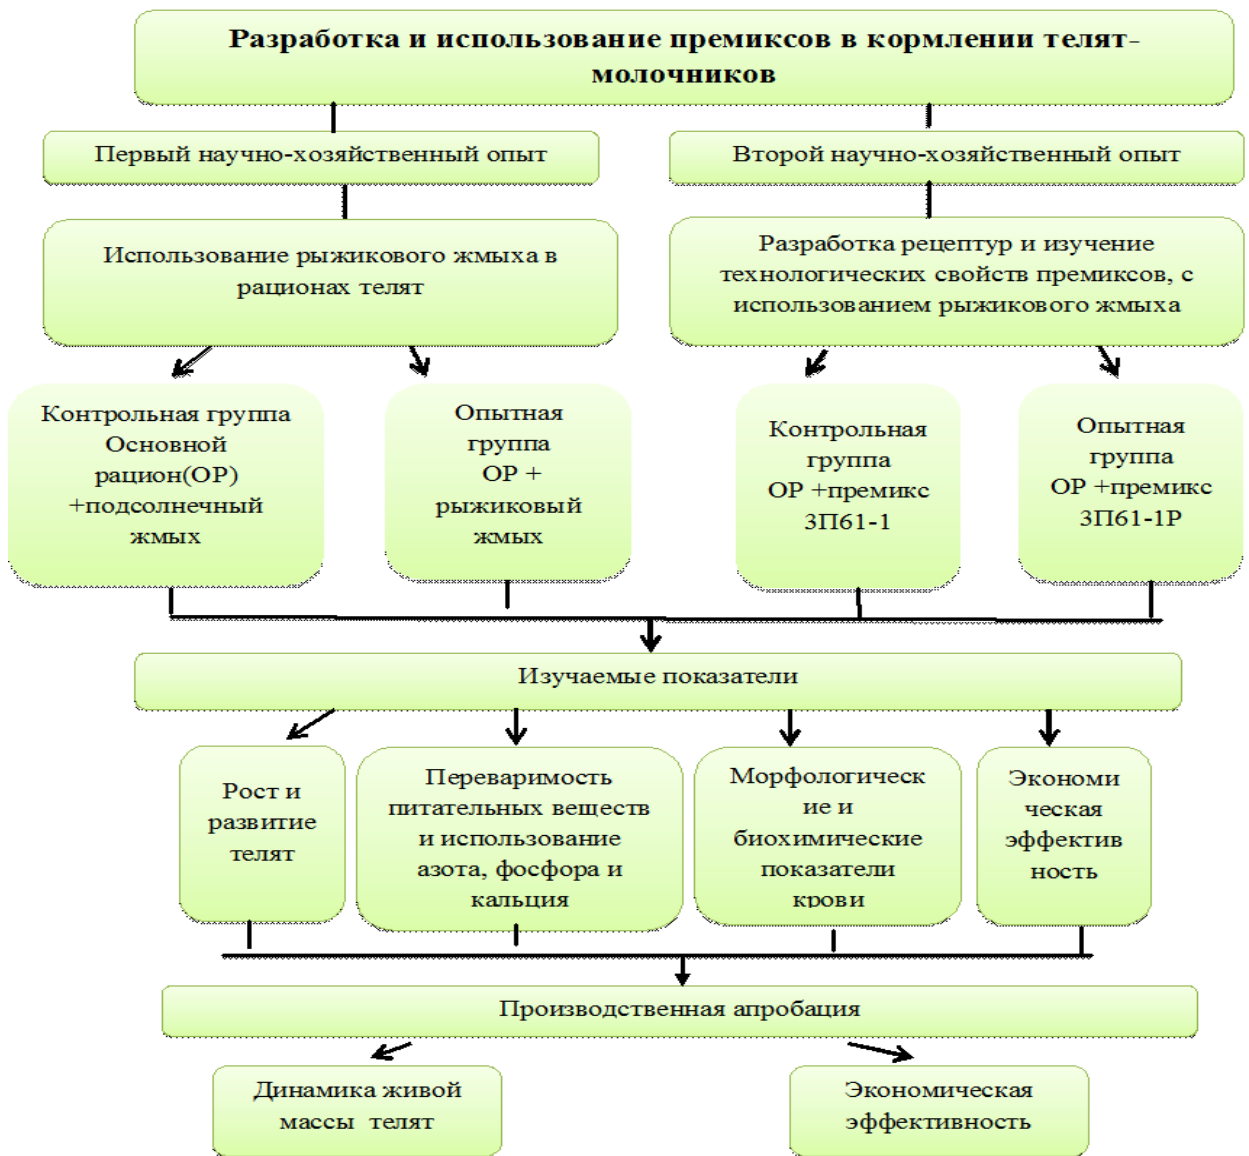 Разработка и использование премиксов в кормлении телят-
молочников
Первый научно-хозяйственный опыт
Второй научно-хозяйственный опыт
Использование рыжикового жмыха в
рационах телят
Разработка рецептур и изучение
технологических свойств премиксов, с
использованием рыжикового жмыха
Контрольная группа
Основной
рацион(ОР)
+подсолнечный
жмых
Опытная
группа
ОР +
рыжиковый
жмых
Контрольная
группа
ОР +премикс
3П61-1
Опытная
группа
ОР +премикс
3П61-1Р
Изучаемые показатели
Рост и
развитие
телят
Переваримость
питательных веществ
и использование
азота, фосфора и
кальция
Морфологическ
ие и
биохимические
показатели
крови
Экономи
ческая
эффектив
ность
Производственная апробация
Динамика живой
массы  телят
Экономическая
эффективность